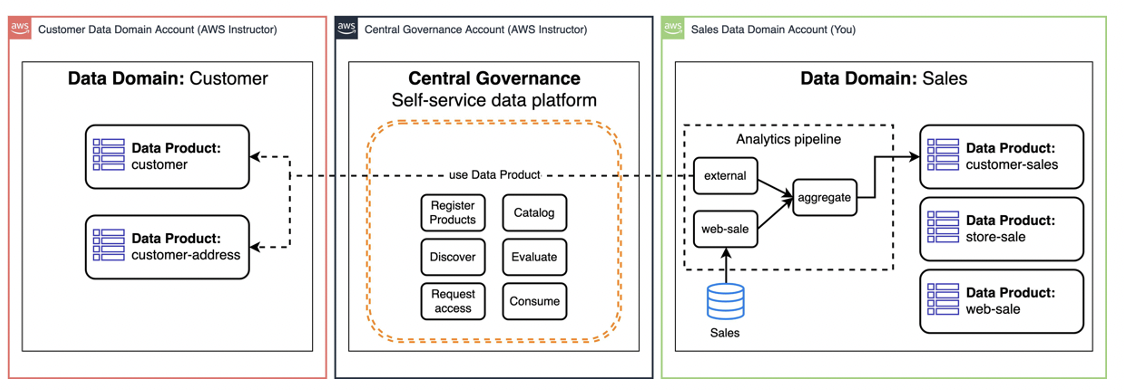 aws
Customer Data Domain Account (AWS Instructor)
Data Domain: Customer
Data Product:
customer
Data Product:
customer-address
aws
Central Governance Account (AWS Instructor)
Central Governance
Self-service data platform
use Data Product
Register
Products
Catalog
Discover
Evaluate
Request
access
Consume
aws
Sales Data Domain Account (You)
Data Domain: Sales
Analytics pipeline
external
web-sale
aggregate
Sales
Data Product:
customer-sales
Data Product:
store-sale
Data Product:
web-sale